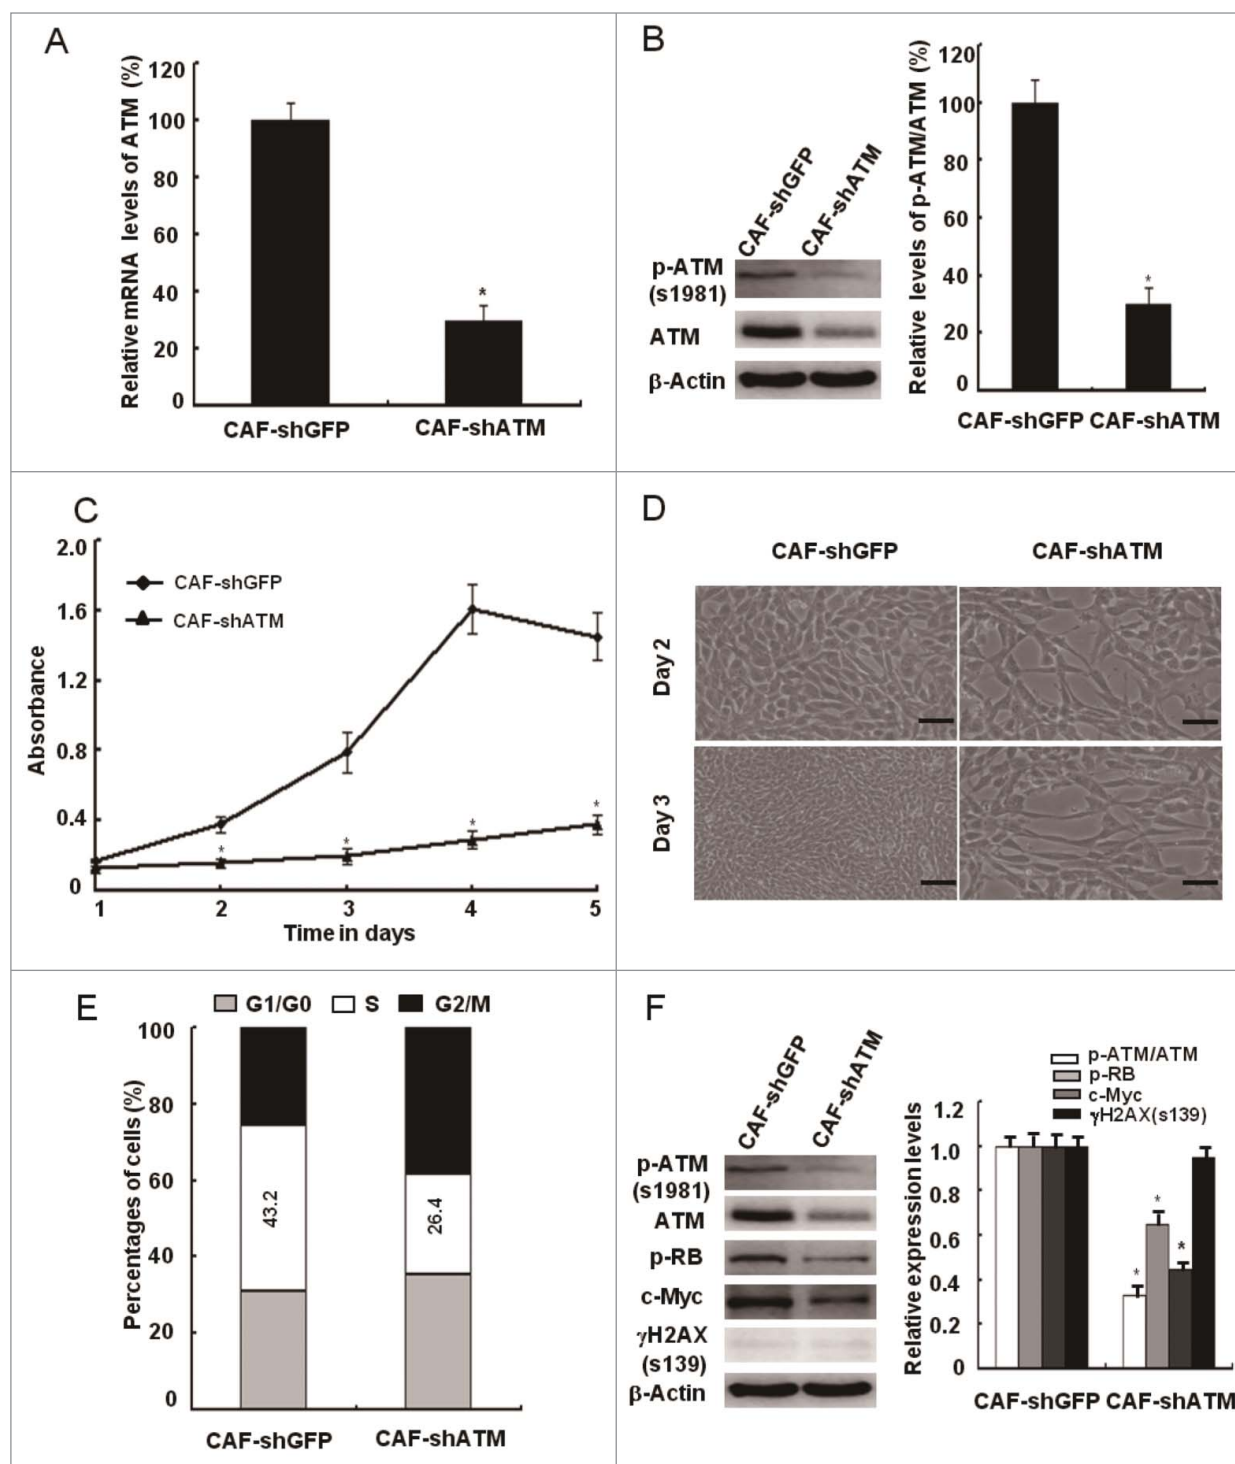 A
Relative mRNA levels of ATM (%)
120
100
80
60
40
20
0
*
CAF-shGFP
CAF-shATM
B
CAF-shGFP
CAF-shATM
p-ATM
(s1981)
ATM
β-Actin
Relative levels of p-ATM/ATM (%)
120
100
80
60
40
20
0
*
CAF-shGFP CAF-shATM
C
Absorbance
2.0
1.6
1.2
0.8
0.4
0
CAF-shGFP
CAF-shATM
*
*
*
*
1 2 3 4 5
Time in days
D
CAF-shGFP
CAF-shATM
Day 2
Day 3
E
G1/G0 S G2/M
Percentages of cells (%)
100
80
60
40
20
0
43.2
26.4
CAF-shGFP
CAF-shATM
F
CAF-shGFP
CAF-shATM
p-ATM
(s1981)
ATM
p-RB
c-Myc
γH2AX
(s139)
β-Actin
p-ATM/ATM
p-RB
c-Myc
γH2AX(s139)
Relative expression levels
1.2
1.0
0.8
0.6
0.4
0.2
0
*
*
*
CAF-shGFP CAF-shATM